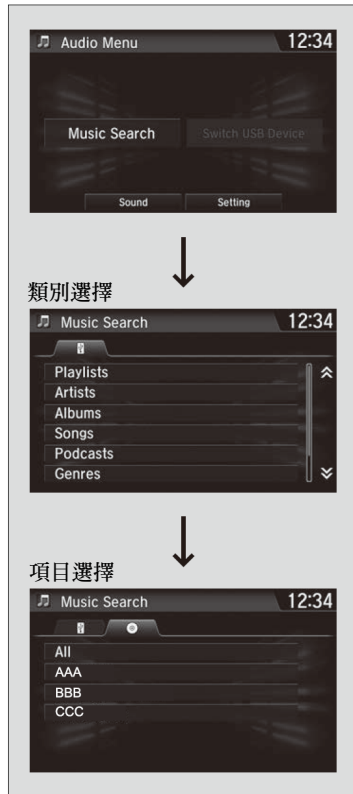 Audio Menu 12:34
Music Search Switch USB Device
Sound Setting
類別選擇
Music Search 12:34
Playlists
Artists
Albums
Songs
Podcasts
Genres
項目選擇
Music Search 12:34
All
AAA
BBB
CCC